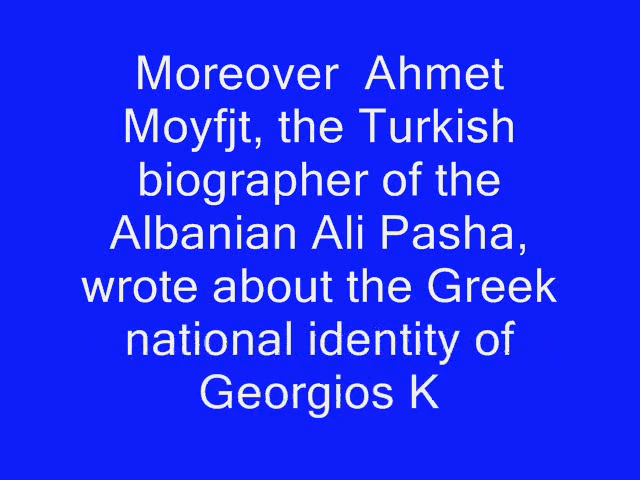 Moreover  Ahmet
Moyfjt, the Turkish
biographer of the
Albanian Ali Pasha,
wrote about the Greek
national identity of
Georgios K